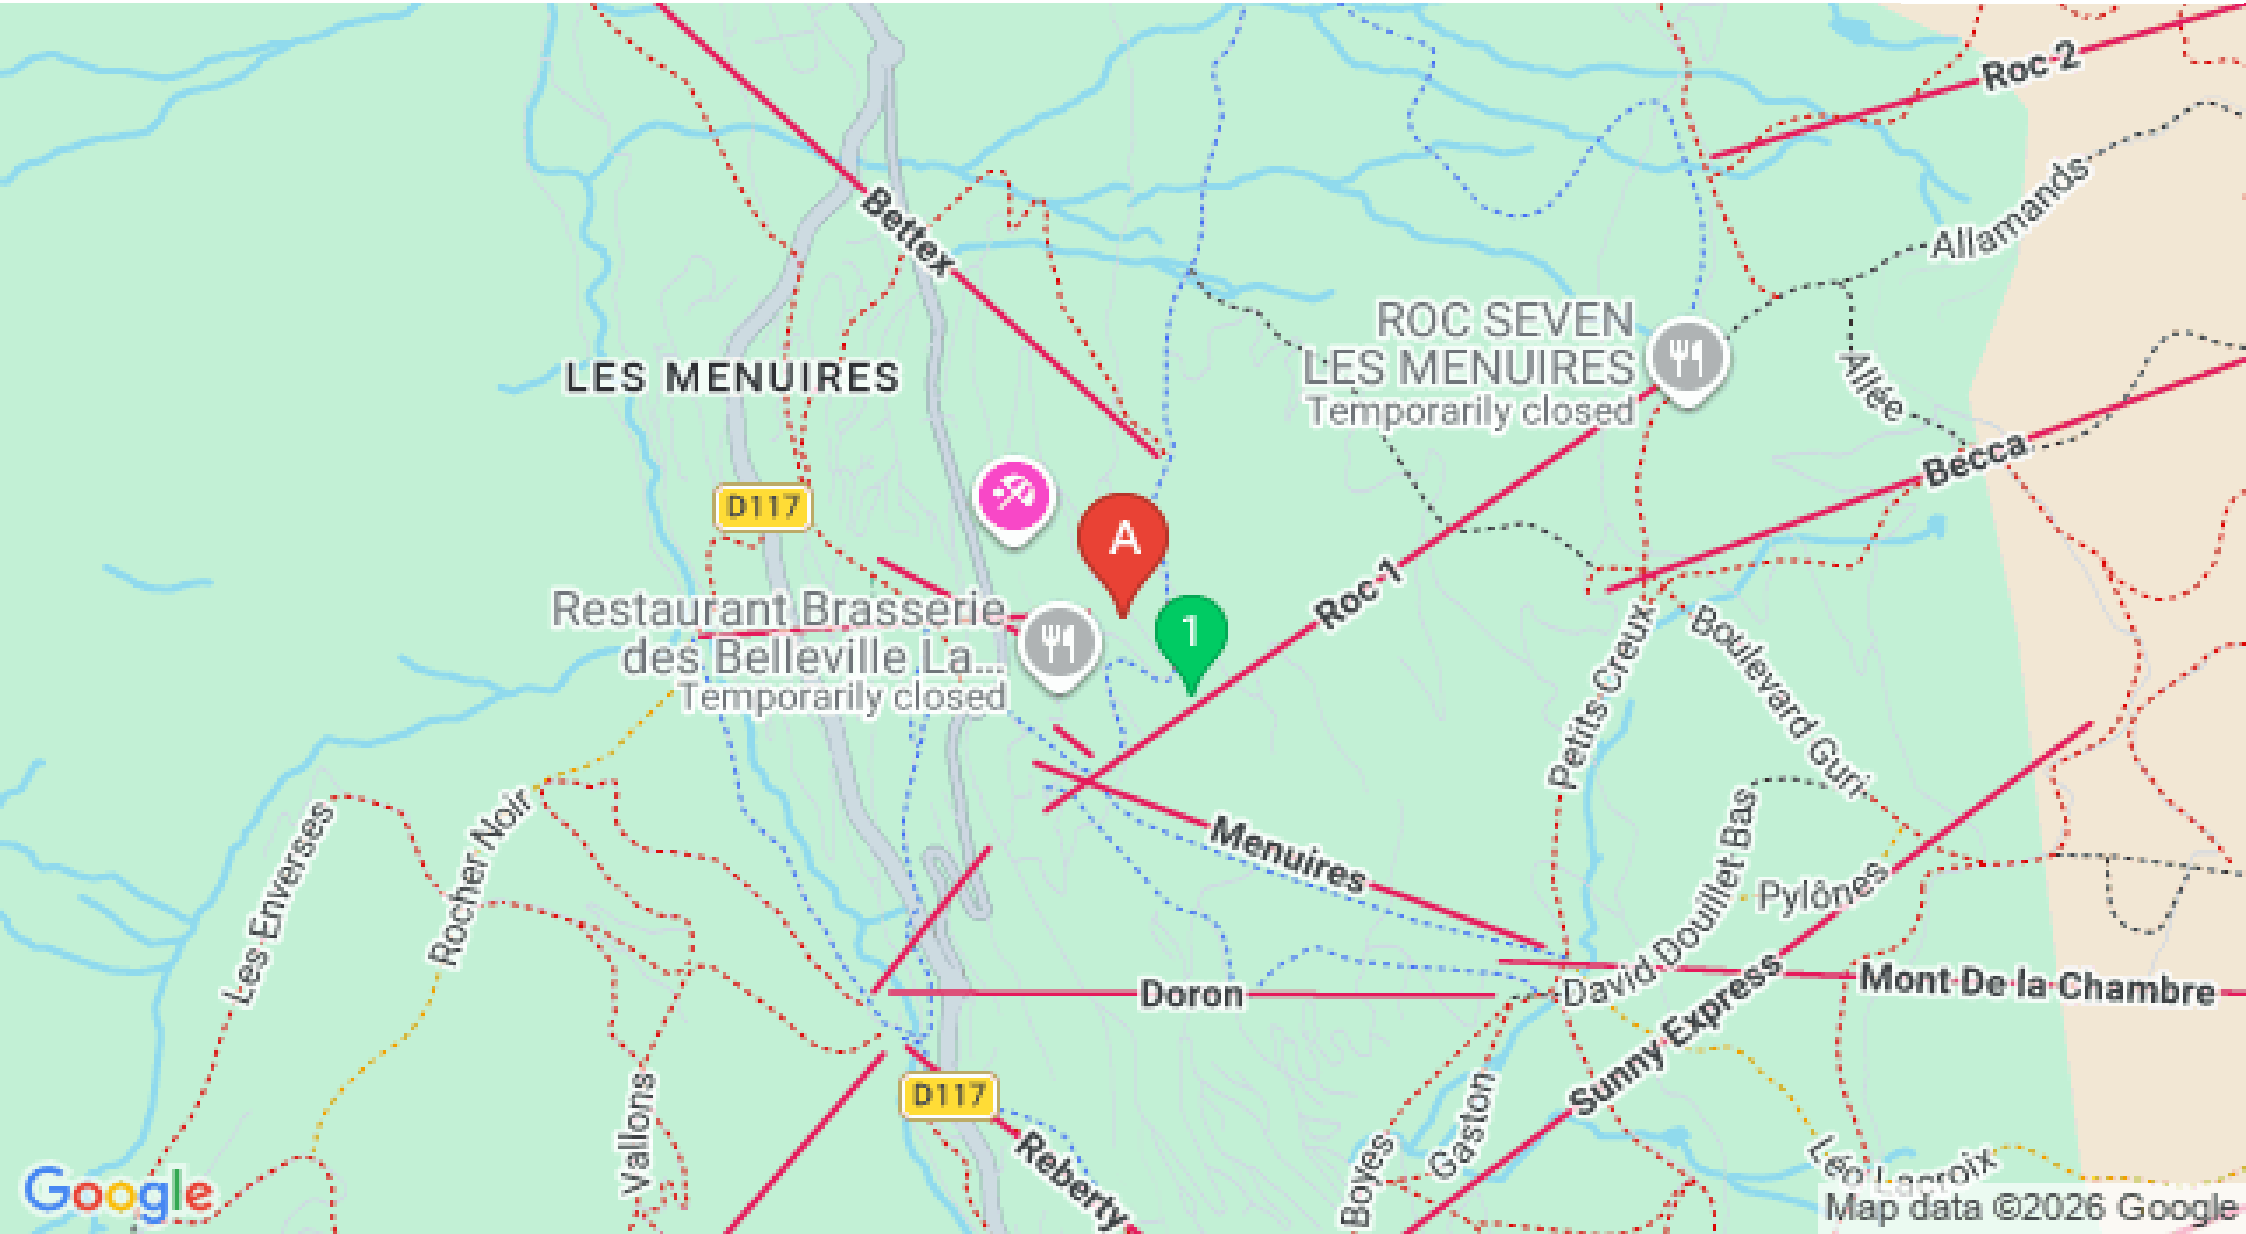 Roc 2
Allamands
Bettex
ROC SEVEN
LES MENUIRES
Temporarily closed
LES MENUIRES
Allée
Becca
D117
A
Roc 1
Restaurant Brasserie
des Belleville La...
Temporarily closed
1
Petits Creux
Boulevard Guri
Les Enverses
Rocher Noir
Menuires
David Douillet Bas
Pylônes
Doron
Mont De la Chambre
Sunny Express
D117
Vallons
Reberty
Boyes
Gaston
Léo Lacroix
Google
Map data ©2026 Google